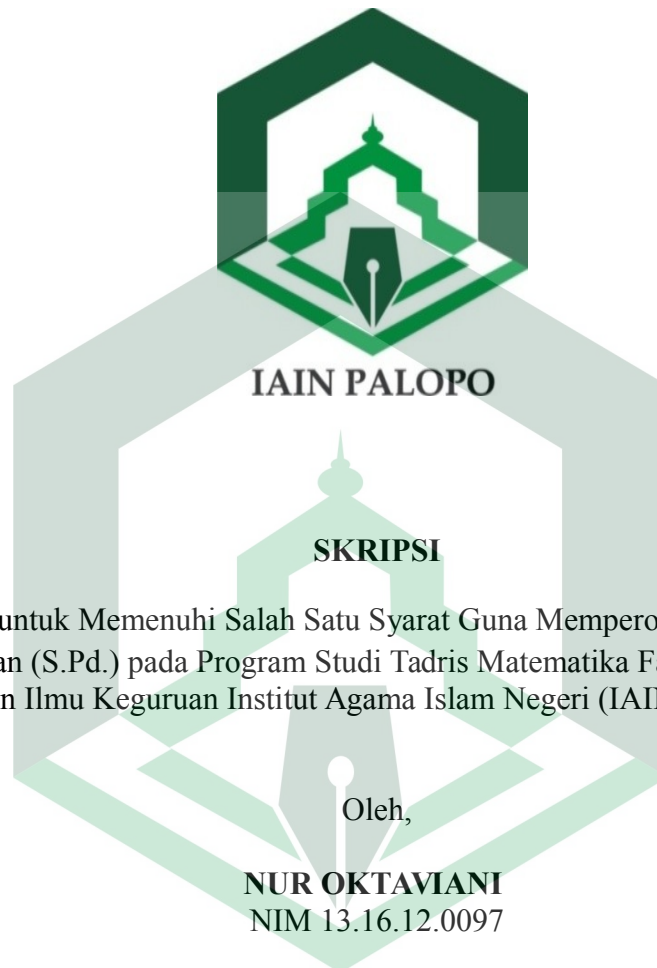 IAIN PALOPO
SKRIPSI
untuk Memenuhi Salah Satu Syarat Guna Mempero
an (S.Pd.) pada Program Studi Tadris Matematika Fa
n Ilmu Keguruan Institut Agama Islam Negeri (IAI
Oleh,
NUR OKTAVIANI
NIM 13.16.12.0097